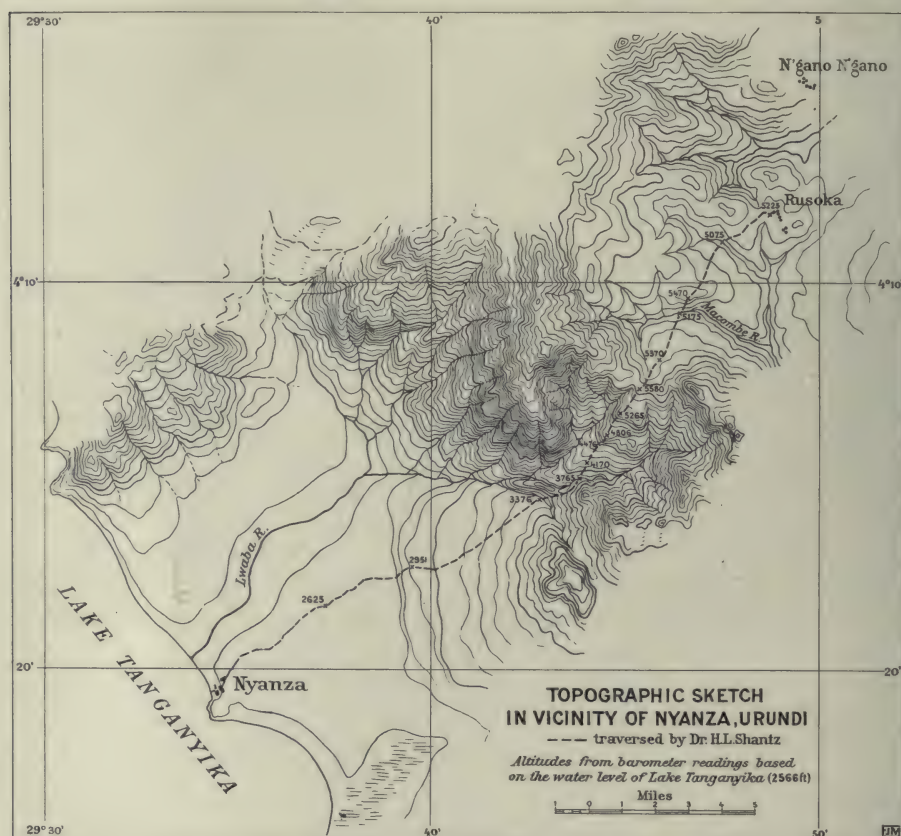 29° 30'
40'
5
N'gano N'gano
5225
Rusoka
5075
4°10'
4°10'
5470
5175
Macombe R.
5370
5580
5265
4806
4170
3765
3376
Lwaba R.
2951
2625
LAKE TANGANYIKA
20'
20'
Nyanza
TOPOGRAPHIC SKETCH
IN VICINITY OF NYANZA, URUNDI
traversed by Dr. H.L. Shantz
Altitudes from barometer readings based
on the water level of Lake Tanganyika (2566ft)
Miles
1 0 1 2 3 4 5
29° 30'
40'
50'